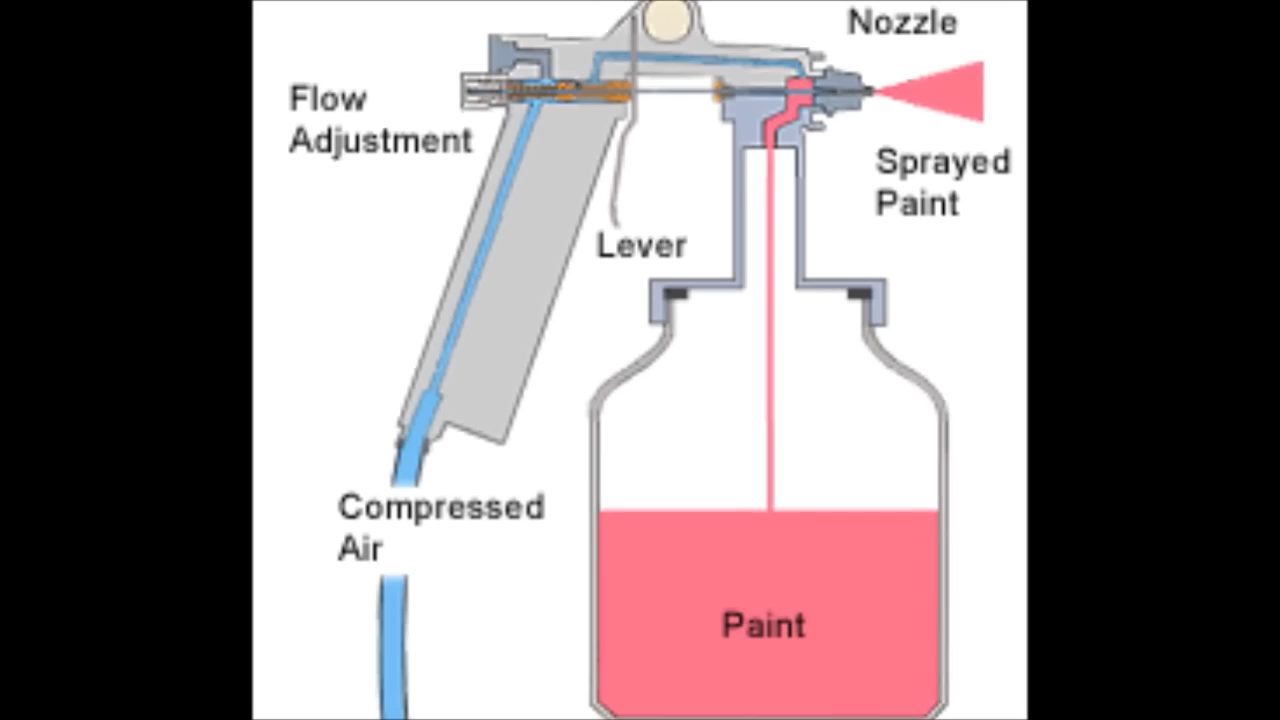 Nozzle
Flow
Adjustment
Sprayed
Paint
Lever
Compressed
Air
Paint